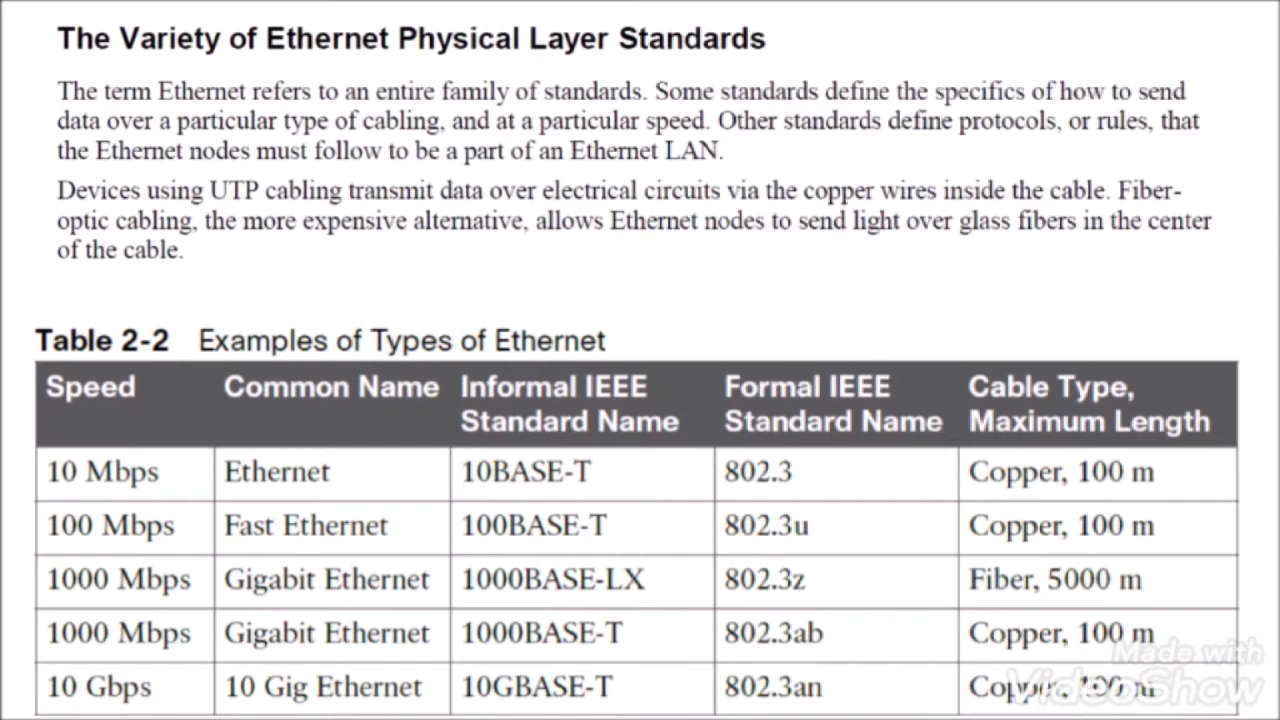 The Variety of Ethernet Physical Layer Standards
The term Ethernet refers to an entire family of standards. Some standards define the specifics of how to send
data over a particular type of cabling, and at a particular speed. Other standards define protocols, or rules, that
the Ethernet nodes must follow to be a part of an Ethernet LAN.
Devices using UTP cabling transmit data over electrical circuits via the copper wires inside the cable. Fiber-
optic cabling, the more expensive alternative, allows Ethernet nodes to send light over glass fibers in the center
of the cable.
Table 2-2 Examples of Types of Ethernet
Speed Common Name Informal IEEE Standard Name Formal IEEE Standard Name Cable Type, Maximum Length
10 Mbps Ethernet 10BASE-T 802.3 Copper, 100 m
100 Mbps Fast Ethernet 100BASE-T 802.3u Copper, 100 m
1000 Mbps Gigabit Ethernet 1000BASE-LX 802.3z Fiber, 5000 m
1000 Mbps Gigabit Ethernet 1000BASE-T 802.3ab Copper, 100 m
10 Gbps 10 Gig Ethernet 10GBASE-T 802.3an Copper, 100 m
Made with
VideoShow